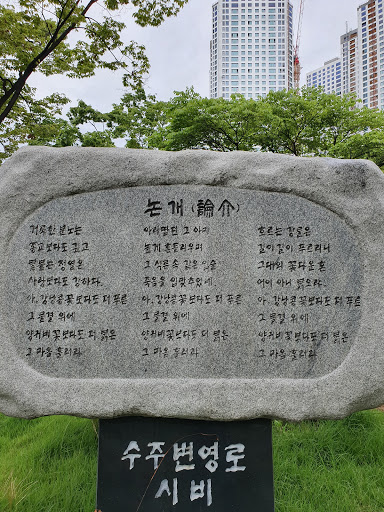 논개(論介)
거룩한 분노는
종교보다도 깊고
불붙는 정열은
사랑보다도 강하다.
아, 강낭콩꽃보다도 더 푸른
그 물결 위에
양귀비꽃보다도 더 붉은
그 마음 흘러라
아리땁던 그 아미
높게 흔들리우며
그 석류 속 같은 입술
죽음을 입맞추었네
아, 강낭콩꽃보다도 더 푸른
그 물결 위에
양귀비꽃보다도 더 붉은
그 마음 흘러라
흐르는 강물은
길이 길이 푸르리니
그대의 꽃다운 혼
어이 아니 붉으랴.
아, 강낭콩꽃보다도 더 푸른
그 물결 위에
양귀비꽃보다도 더 붉은
그 마음 흘러라
수주변영로
시비